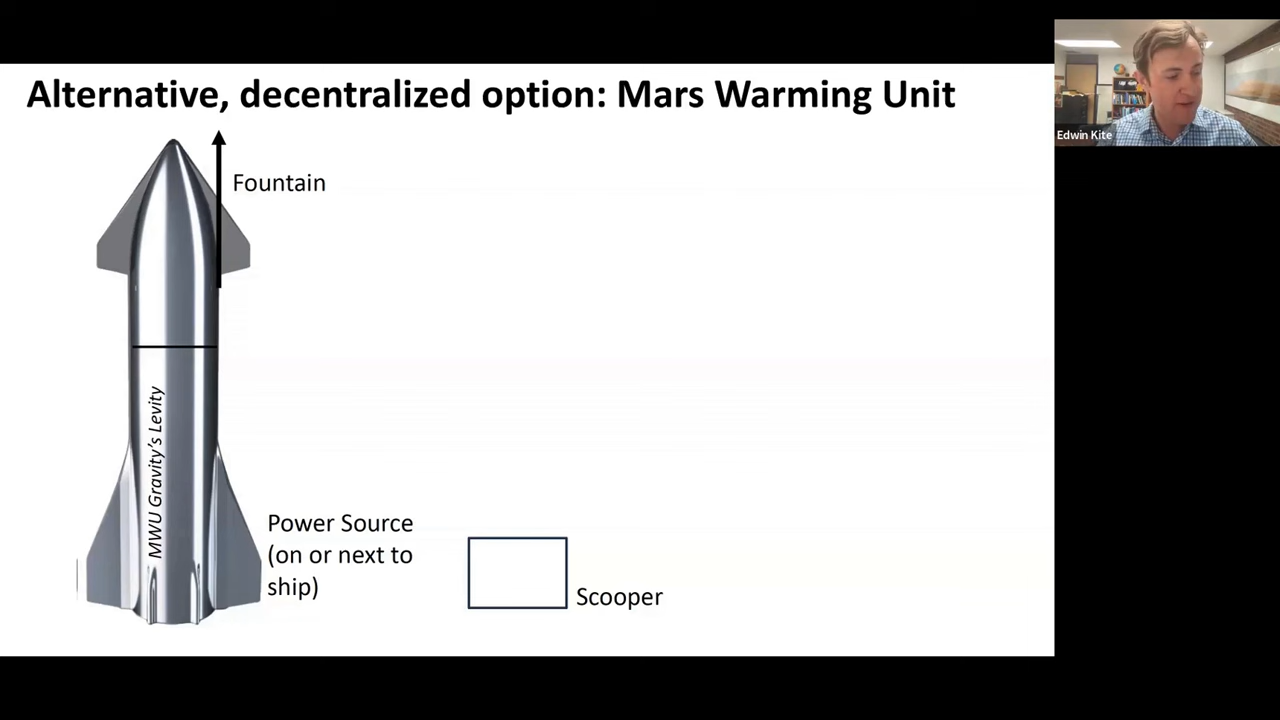 Alternative, decentralized option: Mars Warming Unit
Edwin Kite
Fountain
MWU Gravity's Levity
Power Source
(on or next to
ship)
Scooper